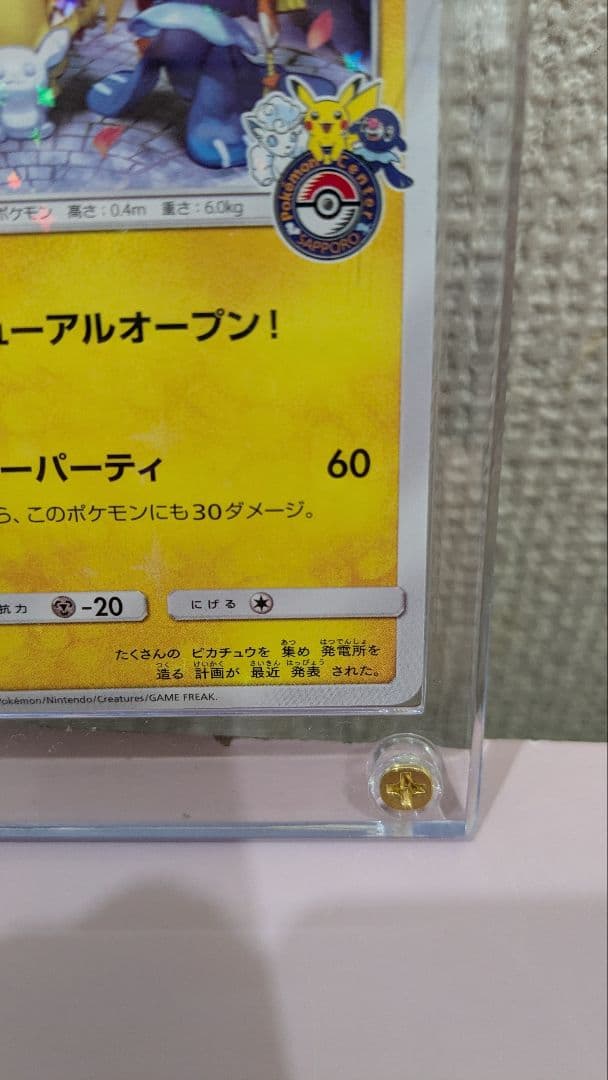 Pokémon Center
SAPPORO
ポケモン 高さ:0.4m 重さ:6.0kg
ューアルオープン!
ーパーティ 60
ら、このポケモンにも30ダメージ。
抗力 -20 にげる
たくさんの ピカチュウを 集め 発電所を
造る 計画が 最近 発表 された。
Pokémon/Nintendo/Creatures/GAME FREAK.